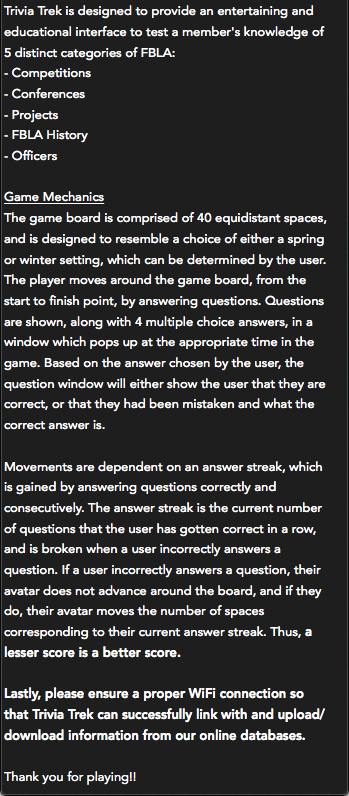 Trivia Trek is designed to provide an entertaining and
educational interface to test a member's knowledge of
5 distinct categories of FBLA:
- Competitions
- Conferences
- Projects
- FBLA History
- Officers
Game Mechanics
The game board is comprised of 40 equidistant spaces,
and is designed to resemble a choice of either a spring
or winter setting, which can be determined by the user.
The player moves around the game board, from the
start to finish point, by answering questions. Questions
are shown, along with 4 multiple choice answers, in a
window which pops up at the appropriate time in the
game. Based on the answer chosen by the user, the
question window will either show the user that they are
correct, or that they had been mistaken and what the
correct answer is.
Movements are dependent on an answer streak, which
is gained by answering questions correctly and
consecutively. The answer streak is the current number
of questions that the user has gotten correct in a row,
and is broken when a user incorrectly answers a
question. If a user incorrectly answers a question, their
avatar does not advance around the board, and if they
do, their avatar moves the number of spaces
corresponding to their current answer streak. Thus, a
lesser score is a better score.
Lastly, please ensure a proper WiFi connection so
that Trivia Trek can successfully link with and upload/
download information from our online databases.
Thank you for playing!!